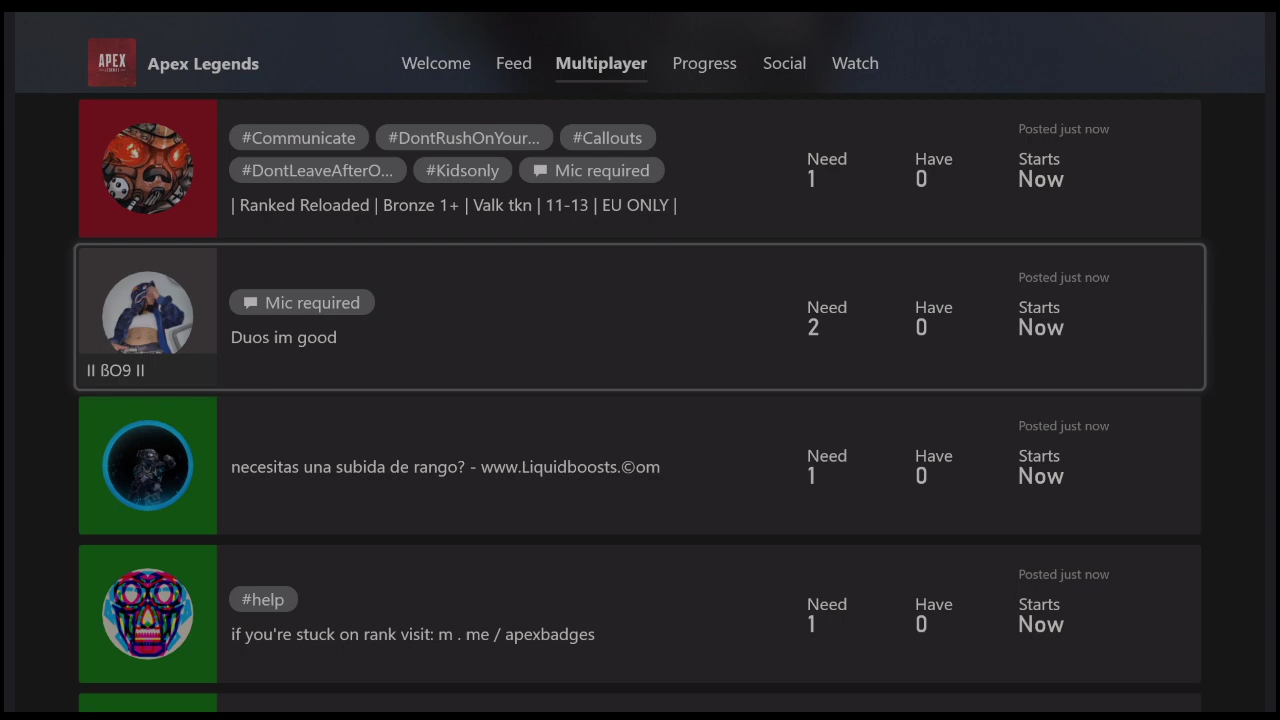 APEX
LEGENDS
Apex Legends
Welcome Feed Multiplayer Progress Social Watch
#Communicate #DontRushOnYour... #Callouts
#DontLeaveAfterO... #Kidsonly Mic required
| Ranked Reloaded | Bronze 1+ | Valk tkn | 11-13 | EU ONLY |
Need
1
Have
0
Posted just now
Starts
Now
II ßO9 II
Mic required
Duos im good
Need
2
Have
0
Posted just now
Starts
Now
necesitas una subida de rango? - www.Liquidboosts.©om
Need
1
Have
0
Posted just now
Starts
Now
#help
if you're stuck on rank visit: m . me / apexbadges
Need
1
Have
0
Posted just now
Starts
Now